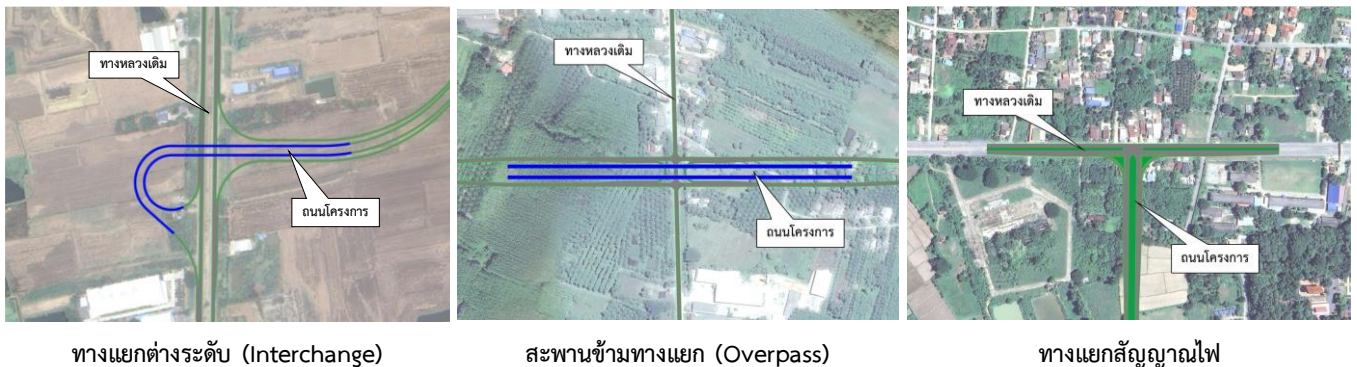 ทางหลวงเดิม
ถนนโครงการ
ทางแยกต่างระดับ (Interchange)
ทางหลวงเดิม
ถนนโครงการ
สะพานข้ามทางแยก (Overpass)
ทางหลวงเดิม
ถนนโครงการ
ทางแยกสัญญาณไฟ